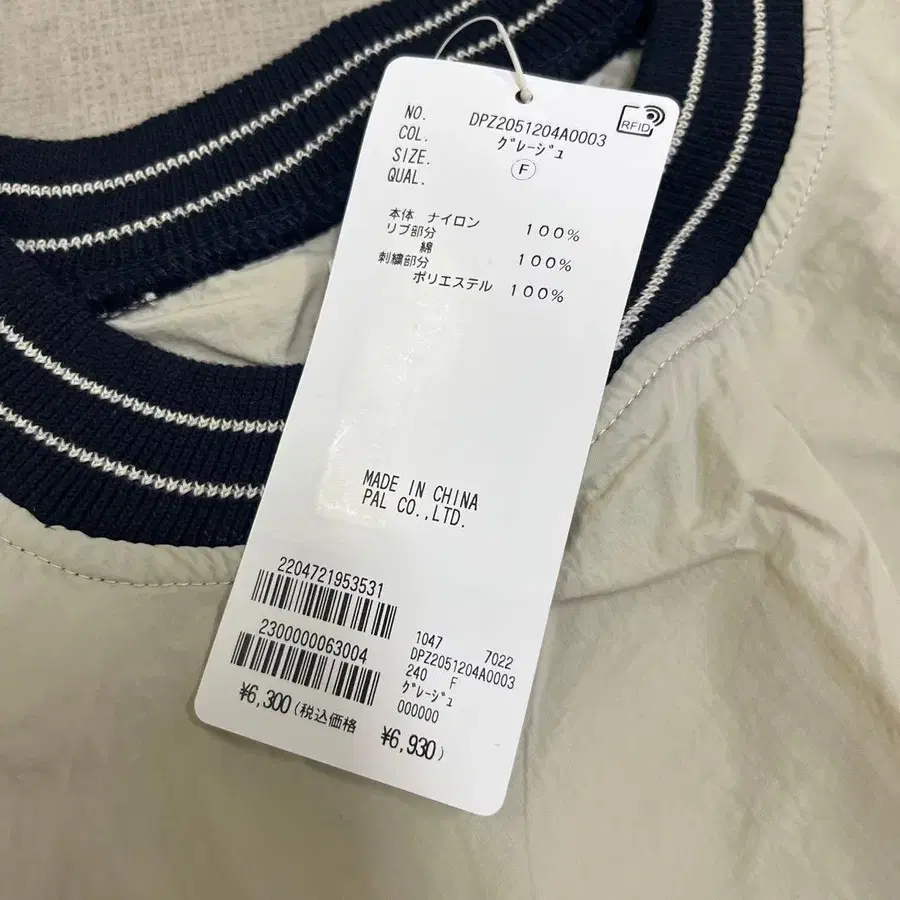 NO. DPZ2051204A0003
COL. ｸﾞﾚｰｼﾞｭ
SIZE. F
QUAL.
RFID
本体 ナイロン 100%
リブ部分
綿 100%
刺繍部分
ポリエステル 100%
MADE IN CHINA
PAL CO.,LTD.
2204721953531
2300000063004
1047 7022
DPZ2051204A0003
240 F
ｸﾞﾚｰｼﾞｭ
000000
¥6,300(税込価格 ¥6,930)